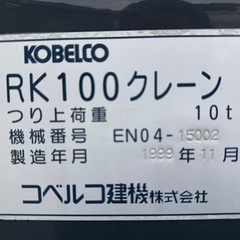 KOBELCO
RK100クレーン
つり上荷重 10t
機械番号 EN04-15002
製造年月 1999年11月
コベルコ建機株式会社